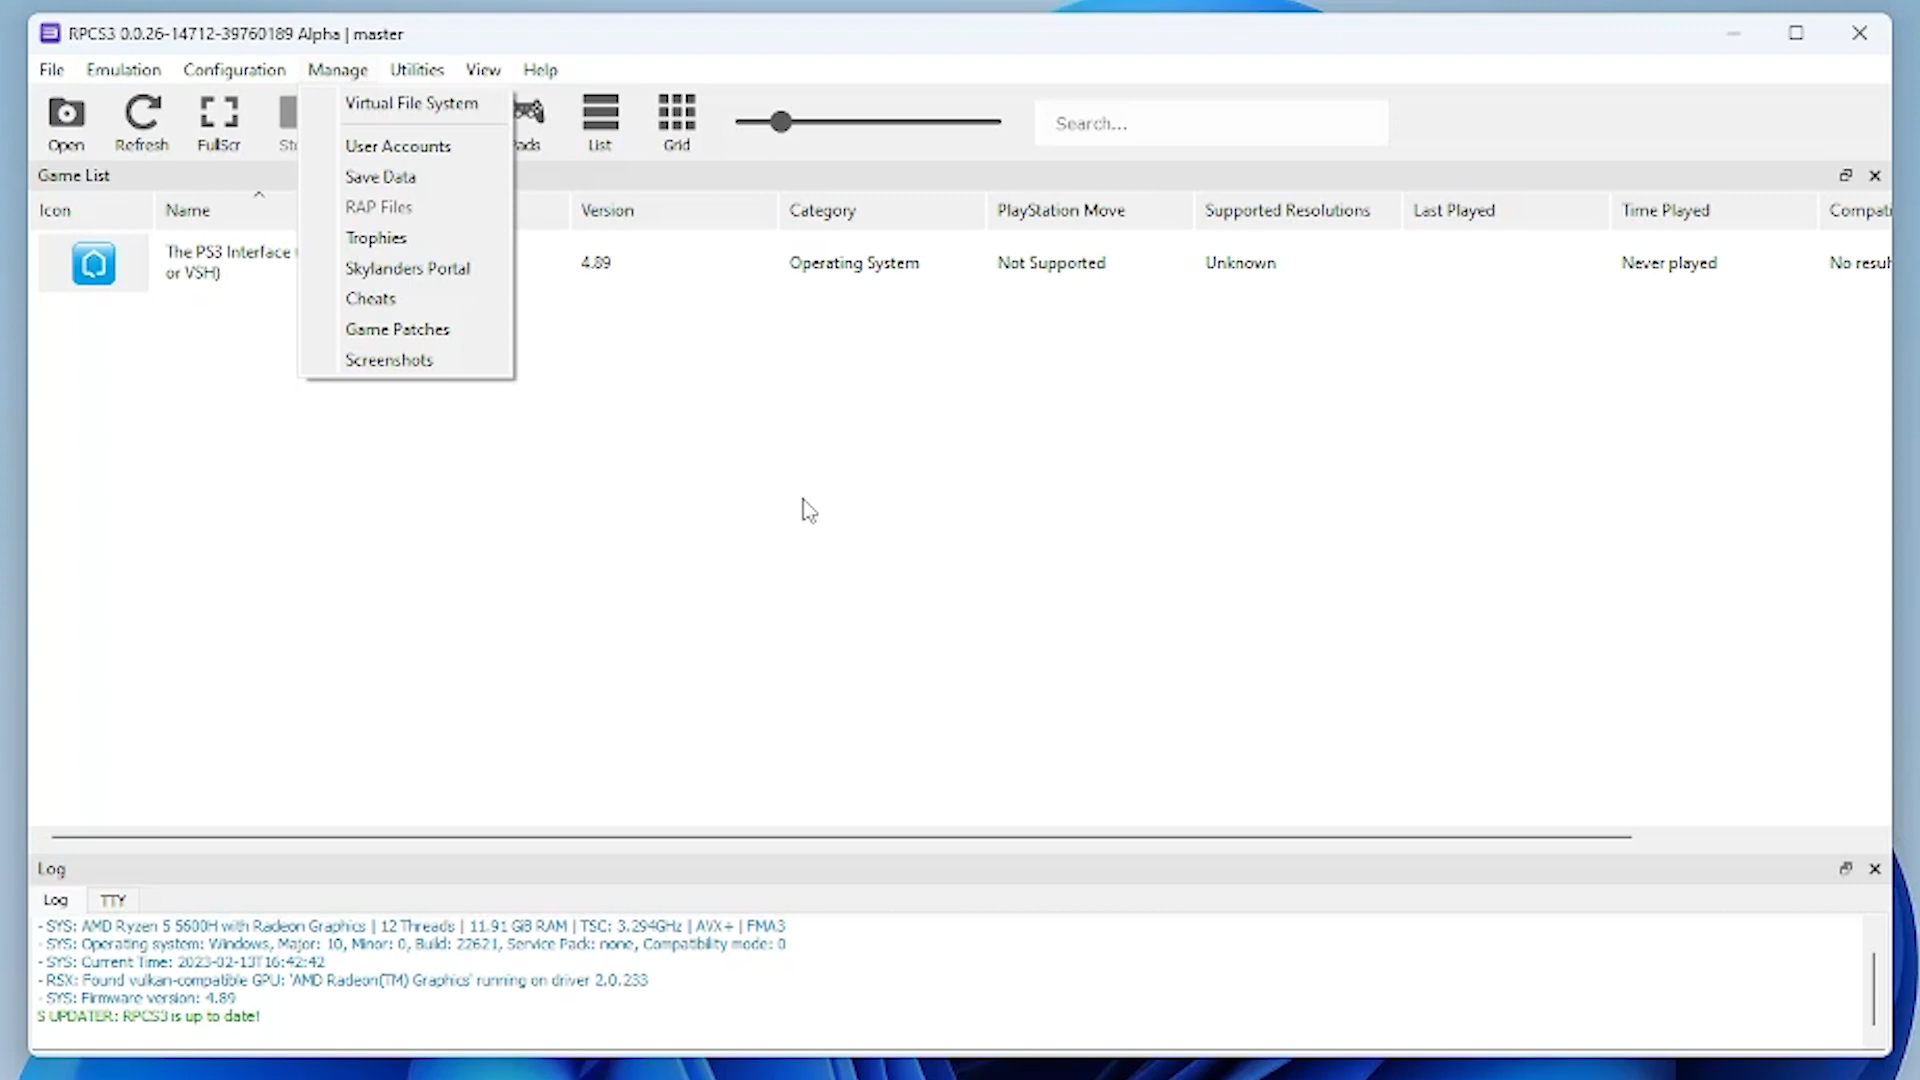 RPCS3 0.0.26-14712-39760189 Alpha | master
File Emulation Configuration Manage Utilities View Help
Open Refresh FullScr List Grid Search...
Virtual File System
User Accounts
Save Data
RAP Files
Trophies
Skylanders Portal
Cheats
Game Patches
Screenshots
Game List
Icon Name Version Category PlayStation Move Supported Resolutions Last Played Time Played
The PS3 Interface
or VSH)
4.89 Operating System Not Supported Unknown Never played
Log
Log TTY
- SYS: AMD Ryzen 5 5600H with Radeon Graphics | 12 Threads | 11.91 GiB RAM | TSC: 3.294GHz | AVX+ | FMA3
- SYS: Operating system: Windows, Major: 10, Minor: 0, Build: 22621, Service Pack: none, Compatibility mode: 0
- SYS: Current Time: 2023-02-13T16:42:42
- RSX: Found vulkan-compatible GPU: 'AMD Radeon(TM) Graphics' running on driver 2.0.233
- SYS: Firmware version: 4.89
S UPDATER: RPCS3 is up to date!